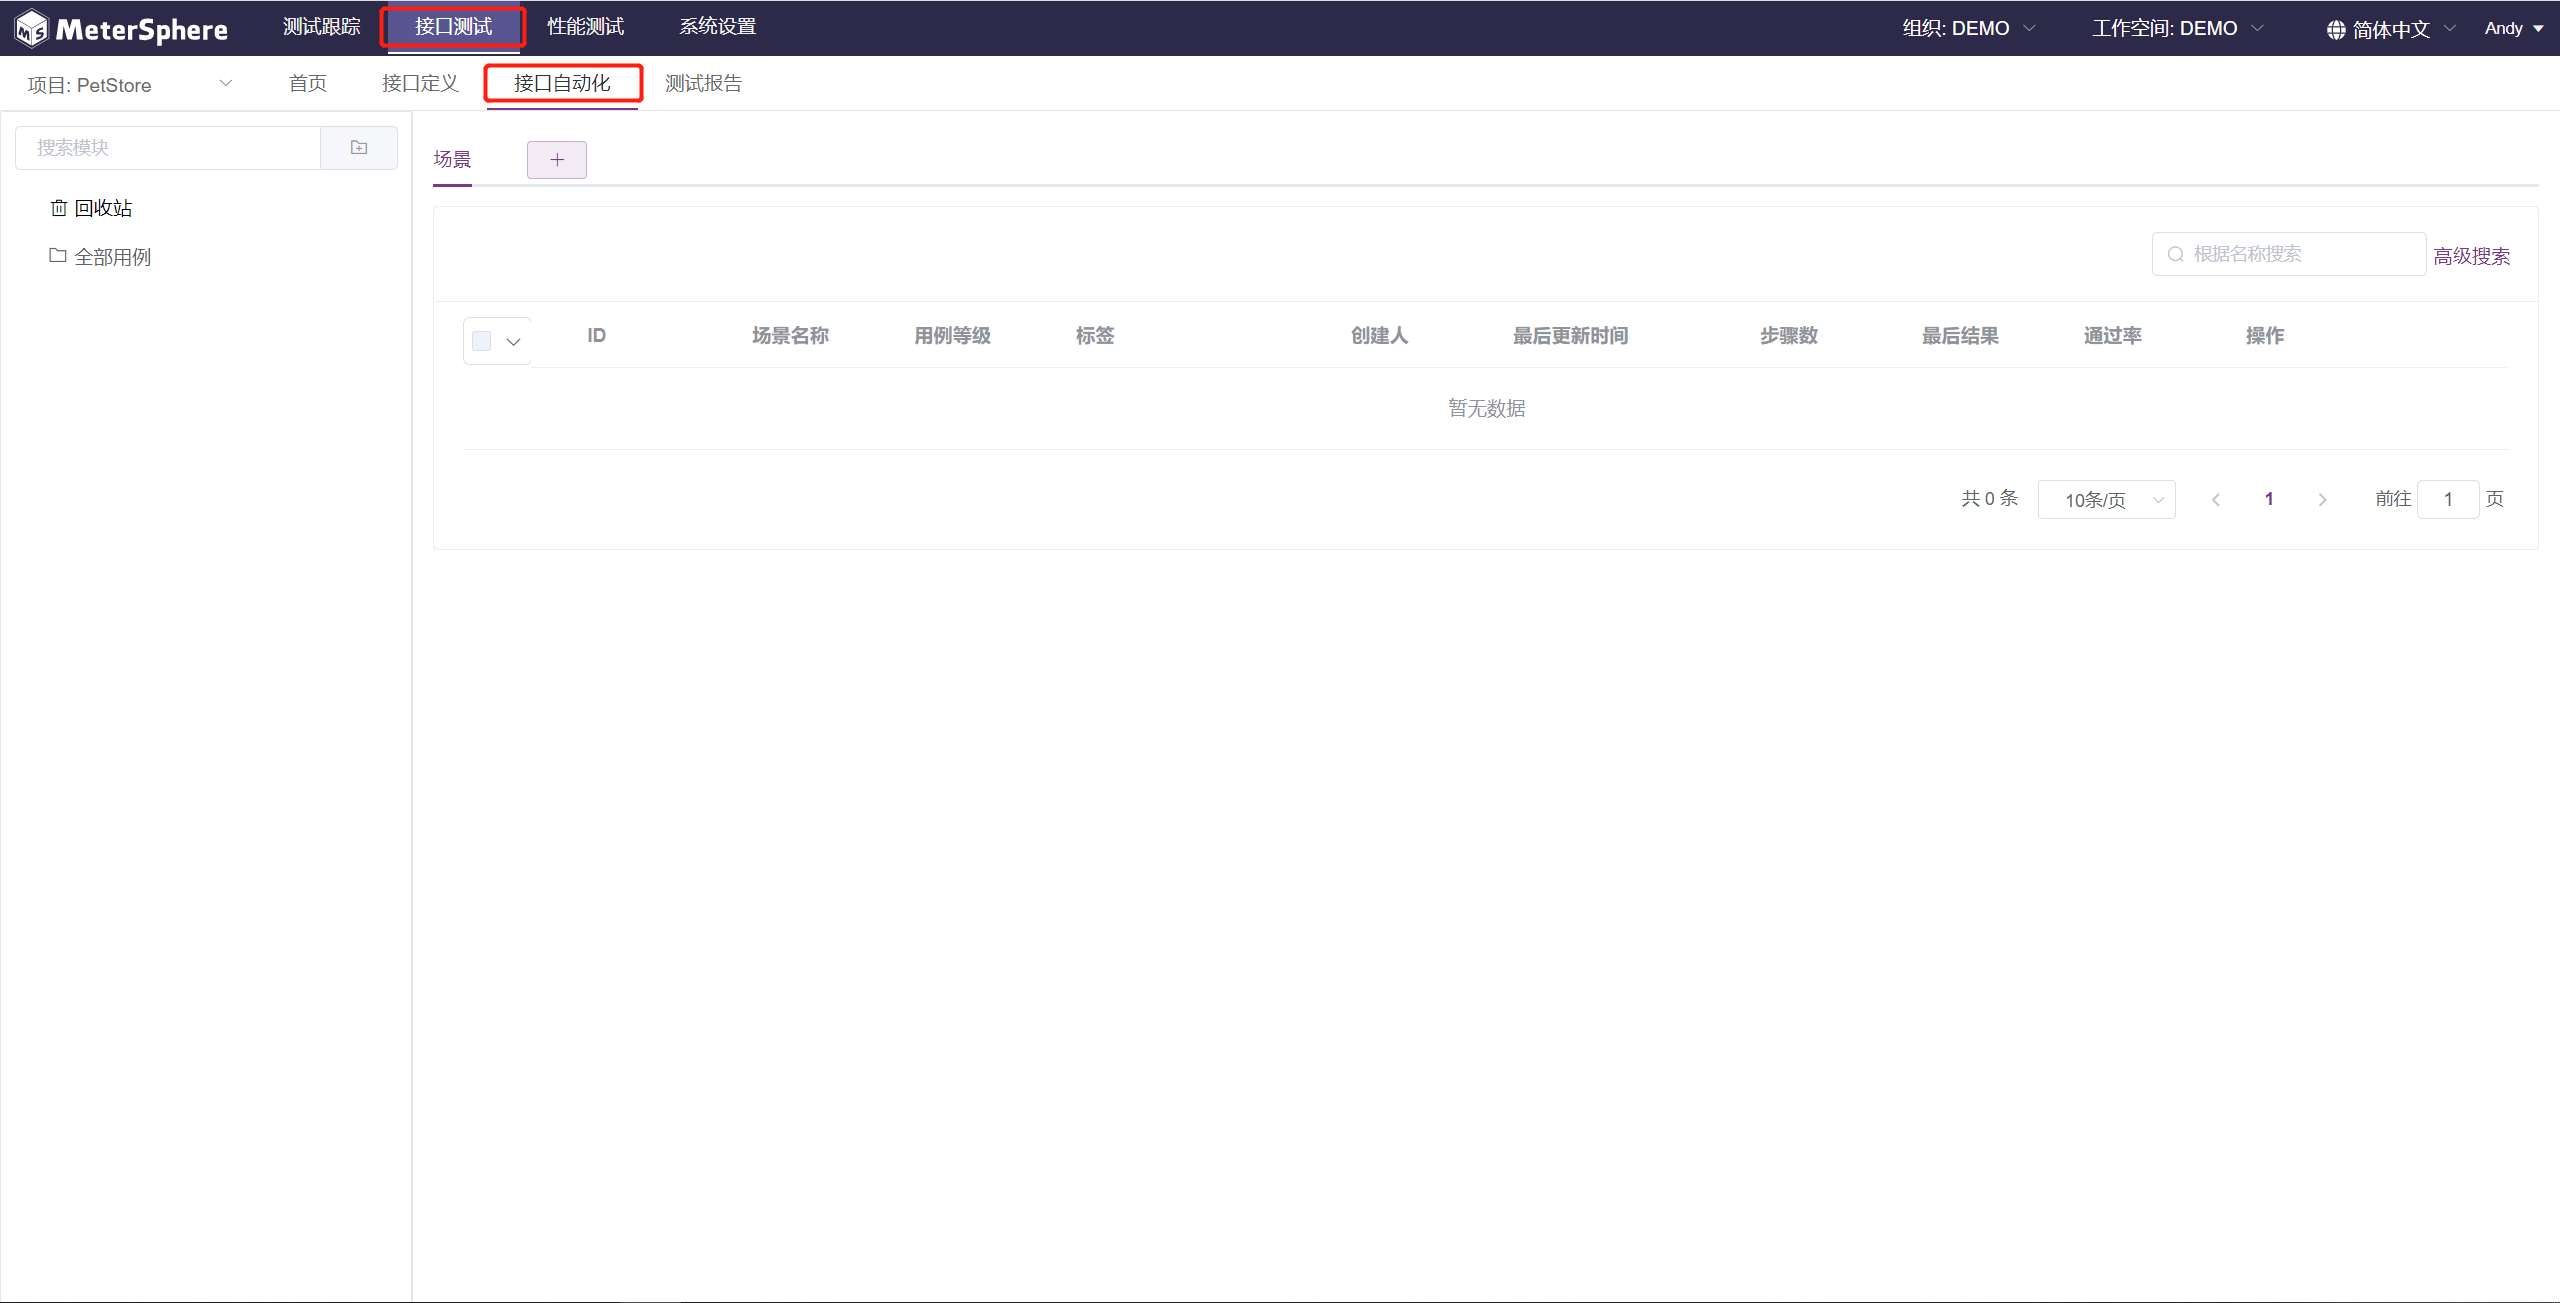 MeterSphere 测试跟踪 接口测试 性能测试 系统设置 组织: DEMO 工作空间: DEMO 简体中文 Andy
项目: PetStore 首页 接口定义 接口自动化 测试报告
搜索模块
回收站
全部用例
场景 +
根据名称搜索 高级搜索
ID 场景名称 用例等级 标签 创建人 最后更新时间 步骤数 最后结果 通过率 操作
暂无数据
共 0 条 10条/页 1 前往 1 页